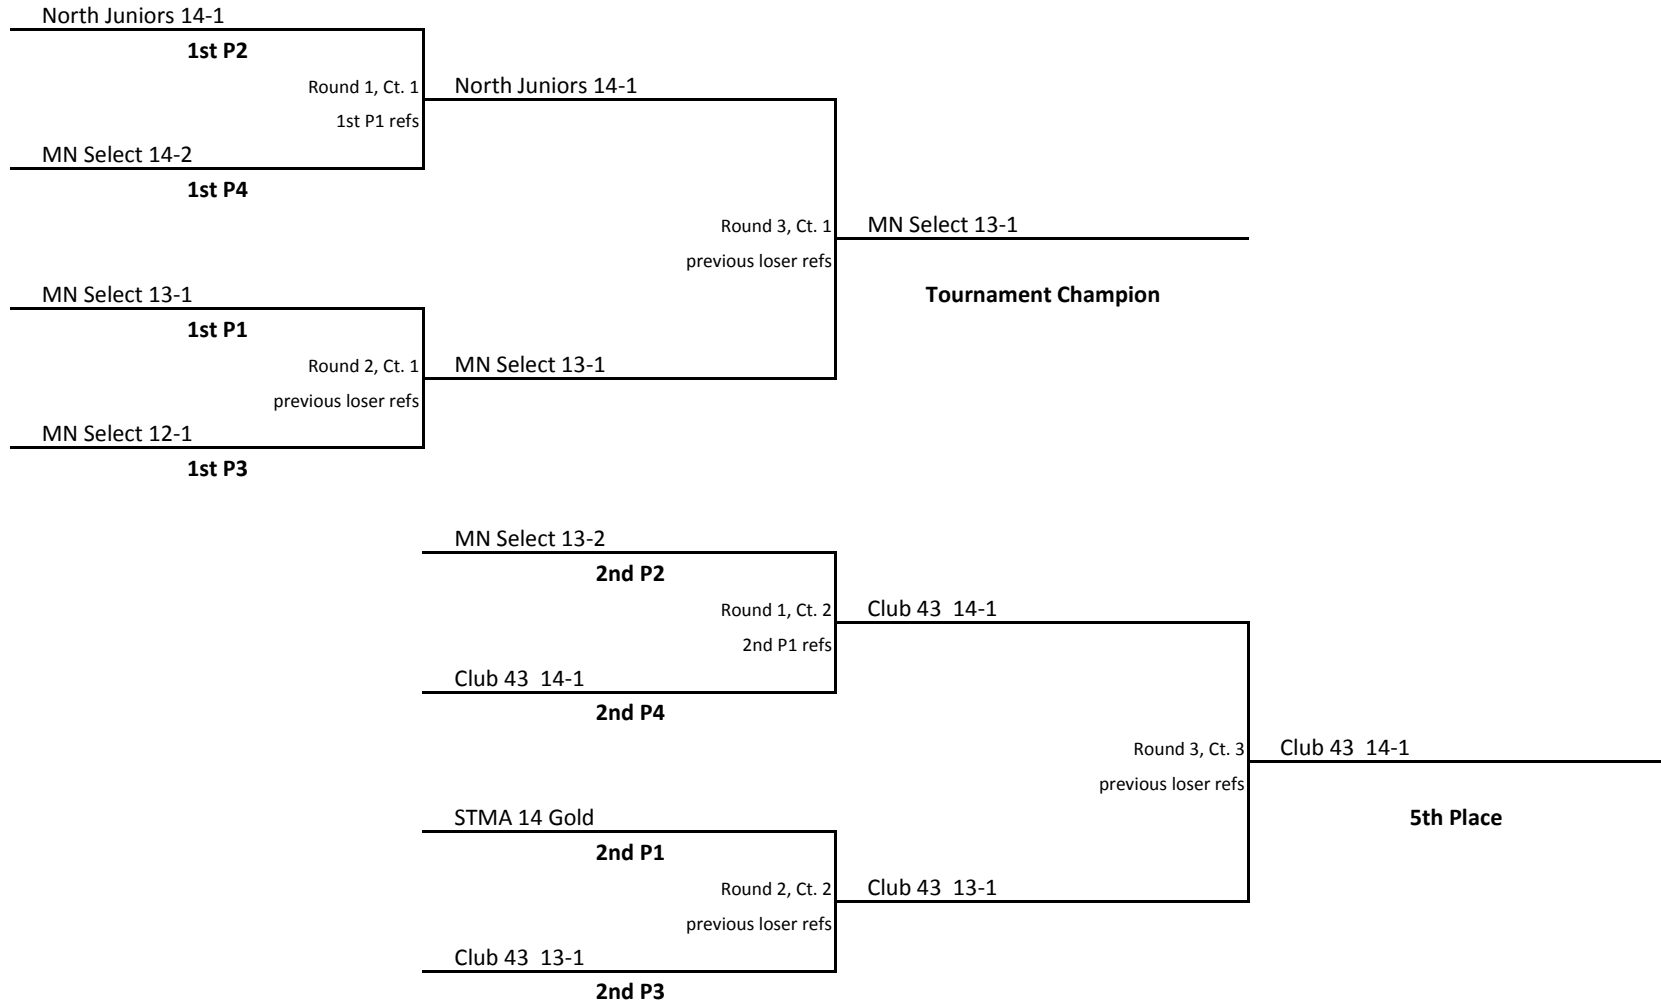 North Juniors 14-1
1st P2
Round 1, Ct. 1
North Juniors 14-1
1st P1 refs
MN Select 14-2
1st P4
Round 3, Ct. 1
MN Select 13-1
previous loser refs
MN Select 13-1
Tournament Champion
1st P1
Round 2, Ct. 1
MN Select 13-1
previous loser refs
MN Select 12-1
1st P3
MN Select 13-2
2nd P2
Round 1, Ct. 2
Club 43  14-1
2nd P1 refs
Club 43  14-1
2nd P4
Round 3, Ct. 3
Club 43  14-1
previous loser refs
STMA 14 Gold
5th Place
2nd P1
Round 2, Ct. 2
Club 43  13-1
previous loser refs
Club 43  13-1
2nd P3